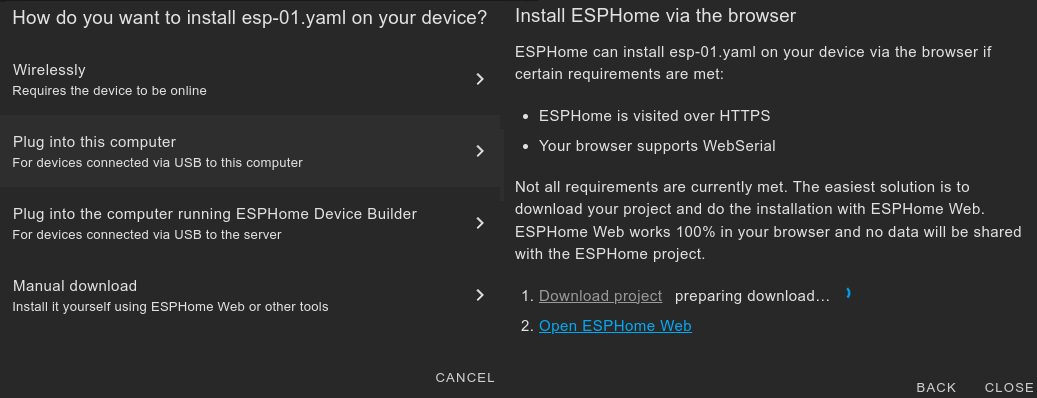 How do you want to install esp-01.yaml on your device?
Wirelessly
Requires the device to be online
Plug into this computer
For devices connected via USB to this computer
Plug into the computer running ESPHome Device Builder
For devices connected via USB to the server
Manual download
Install it yourself using ESPHome Web or other tools
CANCEL
Install ESPHome via the browser
ESPHome can install esp-01.yaml on your device via the browser if
certain requirements are met:
• ESPHome is visited over HTTPS
• Your browser supports WebSerial
Not all requirements are currently met. The easiest solution is to
download your project and do the installation with ESPHome Web.
ESPHome Web works 100% in your browser and no data will be shared
with the ESPHome project.
1. Download project preparing download...
2. Open ESPHome Web
BACK CLOSE